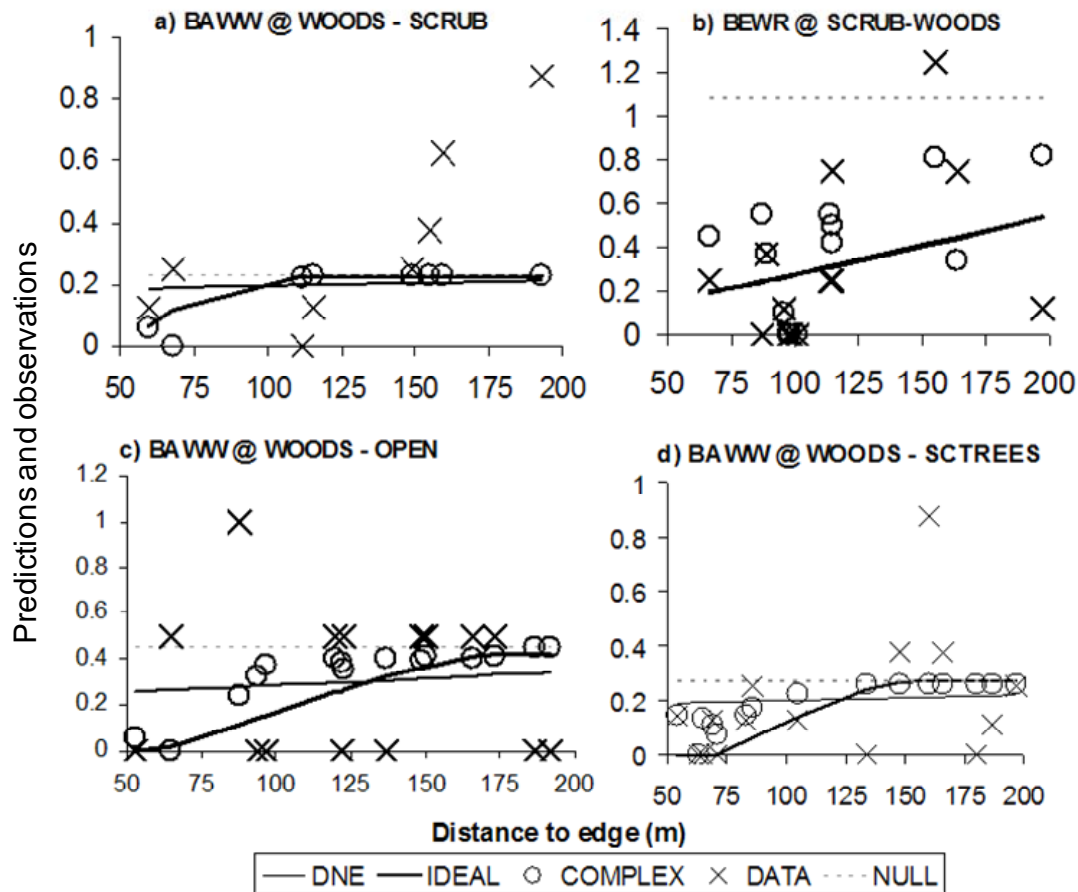 a) BAWW @ WOODS - SCRUB
1
0.8
0.6
0.4
0.2
0
50 75 100 125 150 175 200
b) BEWR @ SCRUB-WOODS
1.4
1.2
1
0.8
0.6
0.4
0.2
0
50 100 150 200
Predictions and observations
c) BAWW @ WOODS - OPEN
1.2
1
0.8
0.6
0.4
0.2
0
50 75 100 125 150 175 200
d) BAWW @ WOODS - SCTREES
1
0.8
0.6
0.4
0.2
0
50 75 100 125 150 175 200
Distance to edge (m)
DNE IDEAL COMPLEX DATA NULL